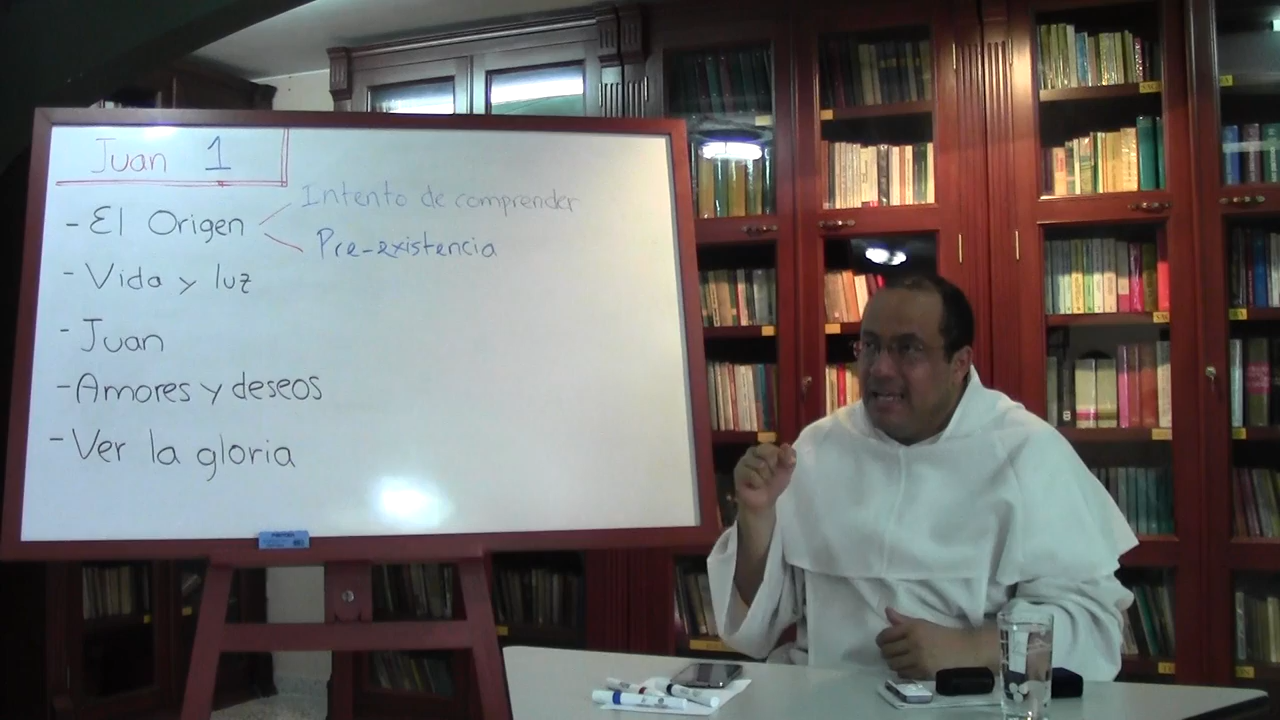 Juan 1
- El Origen
Intento de comprender
Pre-existencia
- Vida y luz
- Juan
- Amores y deseos
- Ver la gloria